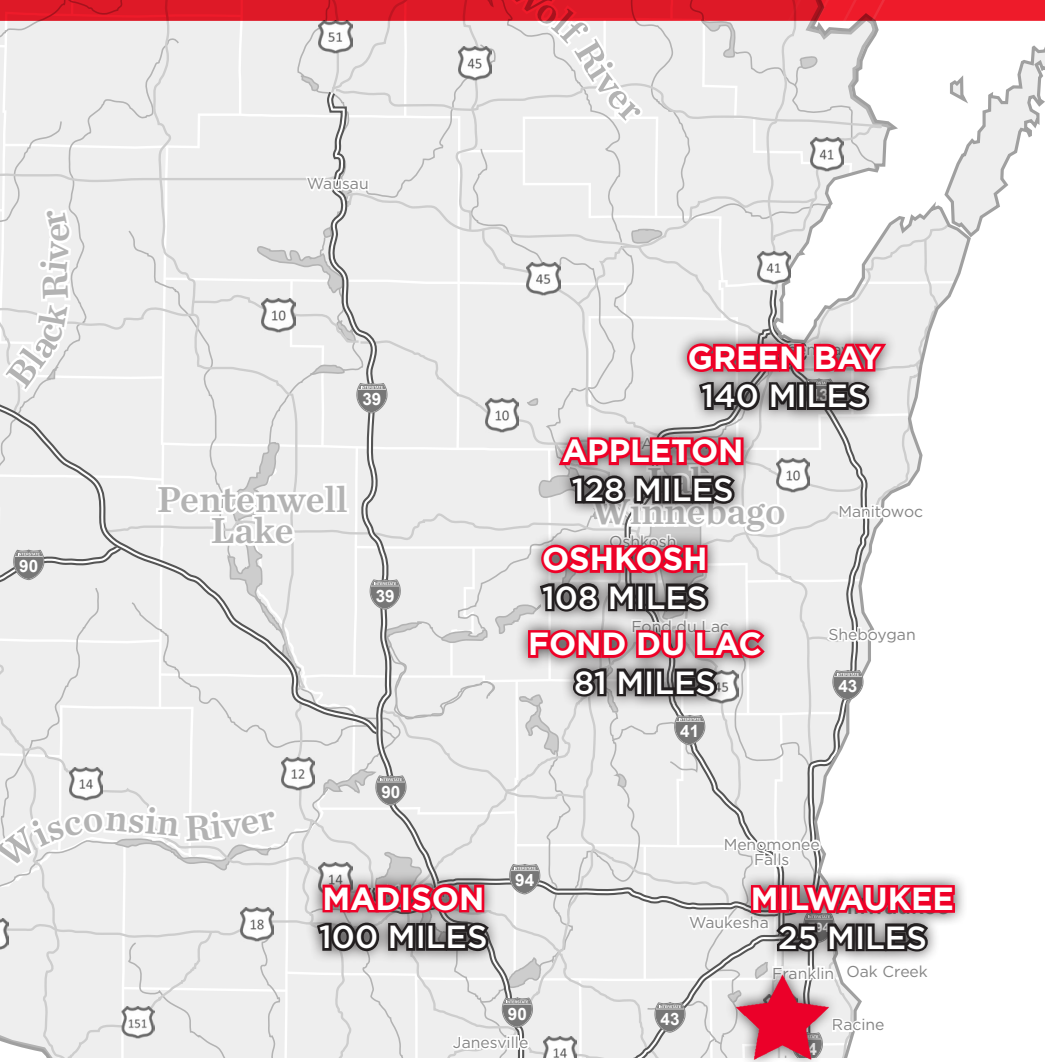 Wolf River
51
45
41
Wausau
Black River
41
45
10
GREEN BAY
140 MILES
39
10
APPLETON
128 MILES
10
Pentenwell
Lake
Winnebago
Manitocwoc
Oshkosh
OSHKOSH
108 MILES
90
39
Fond du Lac
FOND DU LAC
81 MILES
45
Sheboygan
43
41
12
14
90
Wisconsin River
Menomonee
Falls
14
94
MADISON
100 MILES
MILWAUKEE
25 MILES
94
18
Waukesha
Franklin
Oak Creek
151
90
43
Racine
Janesville
14